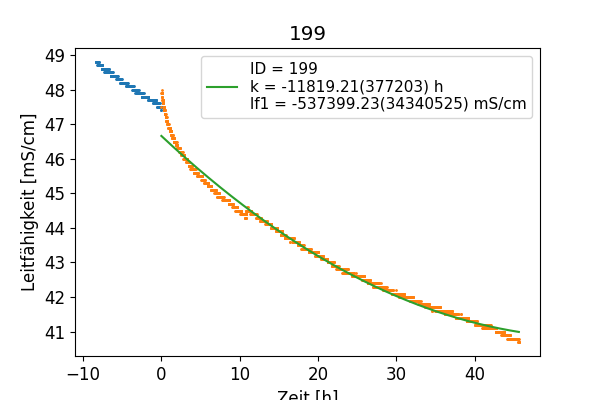 199
ID = 199
k = -11819.21(377203) h
lf1 = -537399.23(34340525) mS/cm
Leitfähigkeit [mS/cm]
49
48
47
46
45
44
43
42
41
−10 0 10 20 30 40
Zeit [h]